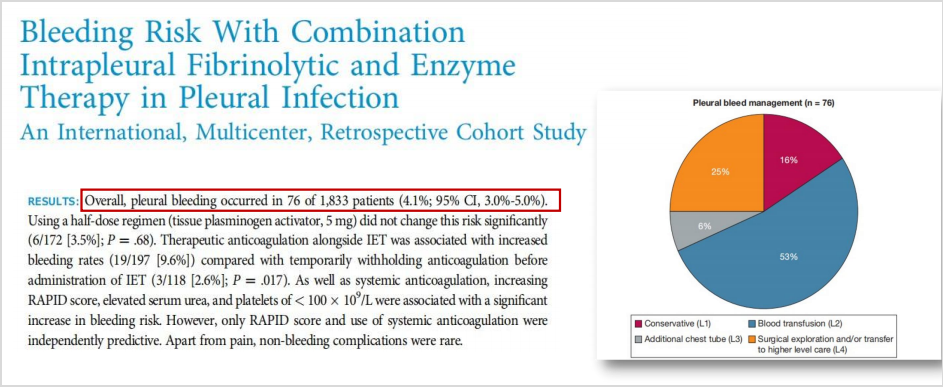 Bleeding Risk With Combination
Intrapleural Fibrinolytic and Enzyme
Therapy in Pleural Infection
An International, Multicenter, Retrospective Cohort Study
RESULTS: Overall, pleural bleeding occurred in 76 of 1,833 patients (4.1%; 95% CI, 3.0%-5.0%).
Using a half-dose regimen (tissue plasminogen activator, 5 mg) did not change this risk significantly
(6/172 [3.5%]; P = .68). Therapeutic anticoagulation alongside IET was associated with increased
bleeding rates (19/197 [9.6%]) compared with temporarily withholding anticoagulation before
administration of IET (3/118 [2.6%]; P = .017). As well as systemic anticoagulation, increasing
RAPID score, elevated serum urea, and platelets of < 100 × 10⁹/L were associated with a significant
increase in bleeding risk. However, only RAPID score and use of systemic anticoagulation were
independently predictive. Apart from pain, non-bleeding complications were rare.
Pleural bleed management (n = 76)
16%
25%
6%
53%
Conservative (L1)
Blood transfusion (L2)
Additional chest tube (L3)
Surgical exploration and/or transfer
to higher level care (L4)